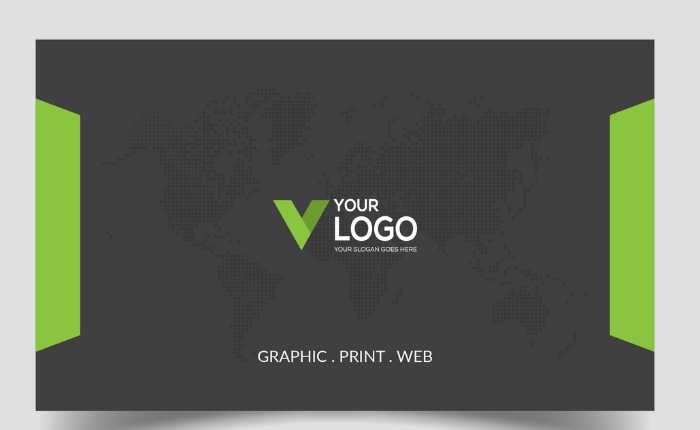 YOUR
LOGO
YOUR SLOGAN GOES HERE
GRAPHIC . PRINT . WEB